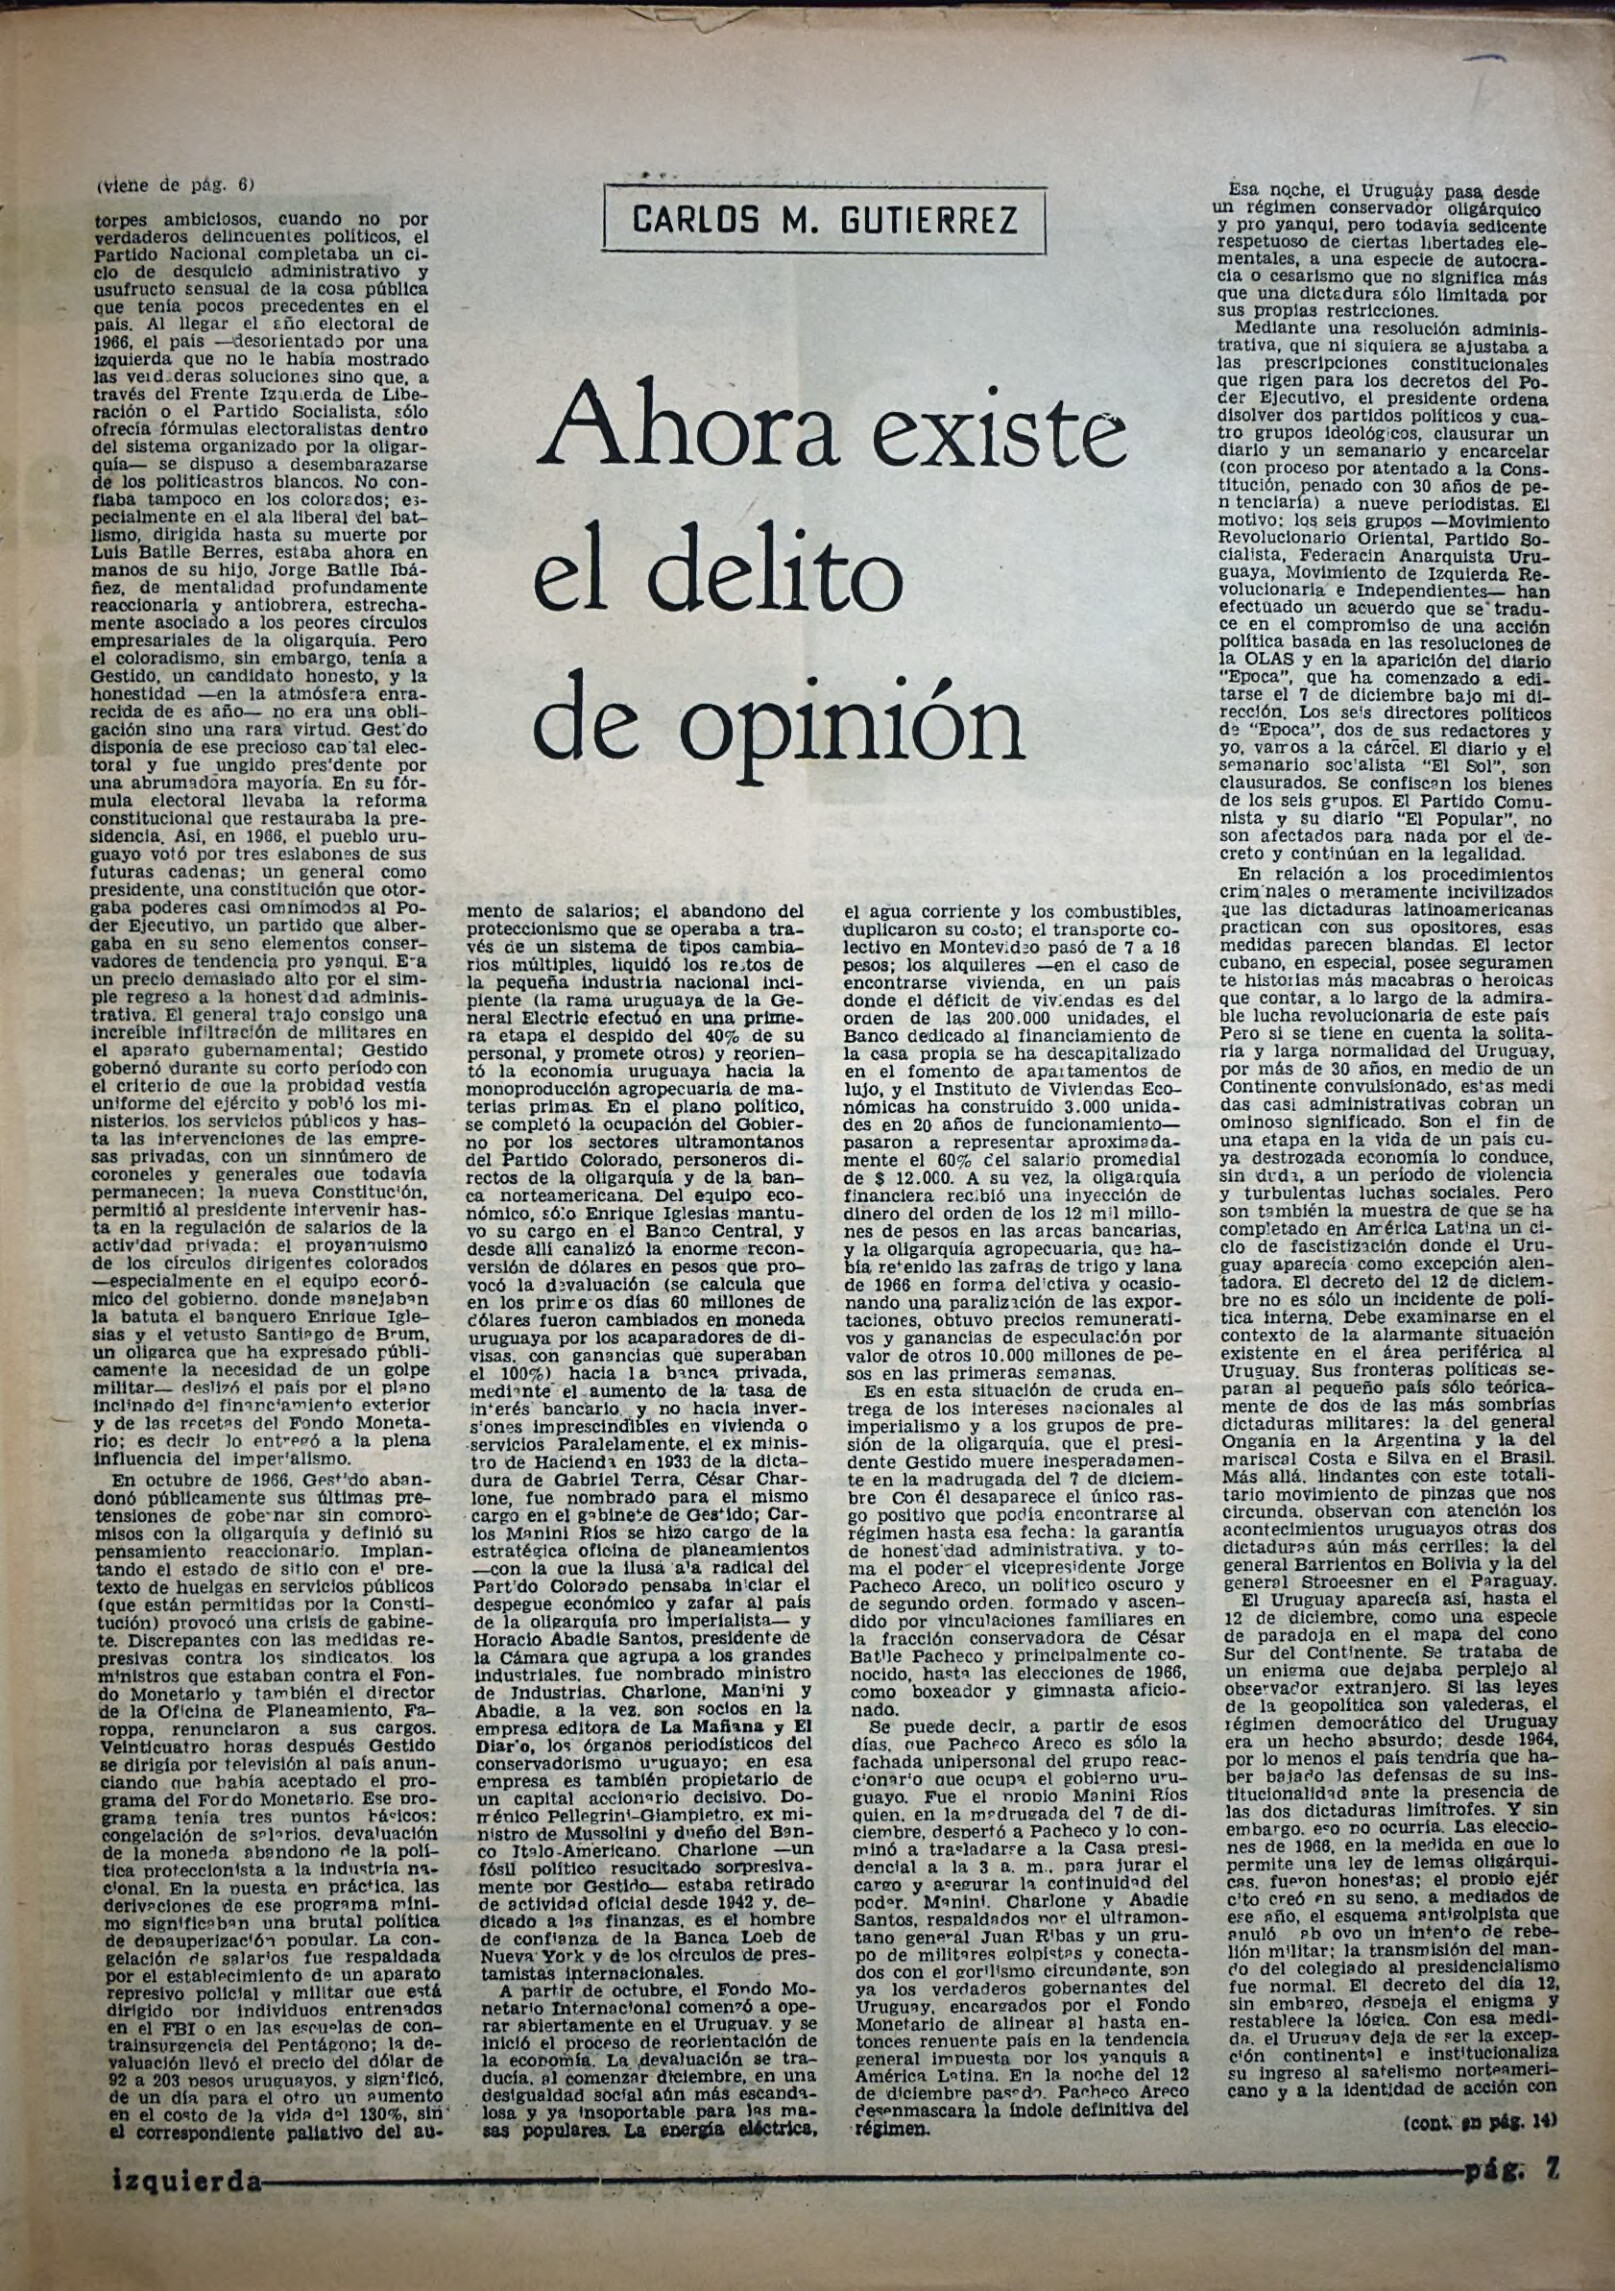 (viene de pág. 6)
torpes ambiciosos, cuando no por
verdaderos delincuentes políticos, el
Partido Nacional completaba un ci-
clo de desquicio administrativo y
usufructo sensual de la cosa pública
que tenía pocos precedentes en el
país. Al llegar el año electoral de
1966, el país —desorientado por una
izquierda que no le había mostrado
las verdaderas soluciones sino que, a
través del Frente Izquierda de Libe-
ración o el Partido Socialista, sólo
ofrecía fórmulas electoralistas dentro
del sistema organizado por la oligar-
quía— se dispuso a desembarazarse
de los politicastros blancos. No con-
fiaba tampoco en los colorados; es-
pecialmente en el ala liberal del bat-
llismo, dirigida hasta su muerte por
Luis Batlle Berres, estaba ahora en
manos de su hijo, Jorge Batlle Ibá-
ñez, de mentalidad profundamente
reaccionaria y antiobrera, estrecha-
mente asociado a los peores círculos
empresariales de la oligarquía. Pero
el coloradismo, sin embargo, tenía a
Gestido, un candidato honesto, y la
honestidad —en la atmósfera enra-
recida de es año— no era una obli-
gación sino una rara virtud. Gestido
disponía de ese precioso capital elec-
toral y fue ungido presidente por
una abrumadora mayoría. En su fór-
mula electoral llevaba la reforma
constitucional que restauraba la pre-
sidencia. Así, en 1966, el pueblo uru-
guayo votó por tres eslabones de sus
futuras cadenas; un general como
presidente, una constitución que otor-
gaba poderes casi omnímodos al Po-
der Ejecutivo, un partido que alber-
gaba en su seno elementos conser-
vadores de tendencia pro yanqui. Era
un precio demasiado alto por el sim-
ple regreso a la honestidad adminis-
trativa. El general trajo consigo una
increíble infiltración de militares en
el aparato gubernamental; Gestido
gobernó durante su corto período con
el criterio de que la probidad vestía
uniforme del ejército y pobló los mi-
nisterios, los servicios públicos y has-
ta las intervenciones de las empre-
sas privadas, con un sinnúmero de
coroneles y generales que todavía
permanecen; la nueva Constitución,
permitió al presidente intervenir has-
ta en la regulación de salarios de la
actividad privada; el proyanquismo
de los círculos dirigentes colorados
—especialmente en el equipo econó-
mico del gobierno, donde manejaban
la batuta el banquero Enrique Igle-
sias y el vetusto Santiago de Brum,
un oligarca que ha expresado públi-
camente la necesidad de un golpe
militar— deslizó el país por el plano
inclinado del financiamiento exterior
y de las recetas del Fondo Moneta-
rio; es decir lo entregó a la plena
influencia del imperialismo.
En octubre de 1966, Gestido aban-
donó públicamente sus últimas pre-
tensiones de gobernar sin compro-
misos con la oligarquía y definió su
pensamiento reaccionario. Implan-
tando el estado de sitio con el pre-
texto de huelgas en servicios públicos
(que están permitidas por la Consti-
tución) provocó una crisis de gabine-
te. Discrepantes con las medidas re-
presivas contra los sindicatos, los
ministros que estaban contra el Fon-
do Monetario y también el director
de la Oficina de Planeamiento, Fa-
roppa, renunciaron a sus cargos.
Veinticuatro horas después Gestido
se dirigía por televisión al país anun-
ciando que había aceptado el pro-
grama del Fondo Monetario. Ese pro-
grama tenía tres puntos básicos:
congelación de salarios, devaluación
de la moneda abandono de la polí-
tica proteccionista a la industria na-
cional. En la puesta en práctica, las
derivaciones de ese programa míni-
mo significaban una brutal política
de depauperización popular. La con-
gelación de salarios fue respaldada
por el establecimiento de un aparato
represivo policial y militar que está
dirigido por individuos entrenados
en el FBI o en las escuelas de con-
trainsurgencia del Pentágono; la de-
valuación llevó el precio del dólar de
92 a 203 pesos uruguayos, y significó,
de un día para el otro un aumento
en el costo de la vida del 130%, sin
el correspondiente paliativo del au-
CARLOS M. GUTIERREZ
Ahora existe
el delito
de opinión
mento de salarios; el abandono del
proteccionismo que se operaba a tra-
vés de un sistema de tipos cambia-
rios múltiples, liquidó los restos de
la pequeña industria nacional inci-
piente (la rama uruguaya de la Ge-
neral Electric efectuó en una prime-
ra etapa el despido del 40% de su
personal, y promete otros) y reorien-
tó la economía uruguaya hacia la
monoproducción agropecuaria de ma-
terias primas. En el plano político,
se completó la ocupación del Gobier-
no por los sectores ultramontanos
del Partido Colorado, personeros di-
rectos de la oligarquía y de la ban-
ca norteamericana. Del equipo eco-
nómico, sólo Enrique Iglesias mantu-
vo su cargo en el Banco Central, y
desde allí canalizó la enorme recon-
versión de dólares en pesos que pro-
vocó la devaluación (se calcula que
en los primeros días 60 millones de
dólares fueron cambiados en moneda
uruguaya por los acaparadores de di-
visas, con ganancias que superaban
el 100%) hacia la banca privada,
mediante el aumento de la tasa de
interés bancario, y no hacia inver-
siones imprescindibles en vivienda o
servicios Paralelamente, el ex minis-
tro de Hacienda en 1933 de la dicta-
dura de Gabriel Terra, César Char-
lone, fue nombrado para el mismo
cargo en el gabinete de Gestido; Car-
los Manini Ríos se hizo cargo de la
estratégica oficina de planeamientos
—con la que la ilusa ala radical del
Partido Colorado pensaba iniciar el
despegue económico y zafar al país
de la oligarquía pro imperialista— y
Horacio Abadie Santos, presidente de
la Cámara que agrupa a los grandes
industriales, fue nombrado ministro
de Industrias. Charlone, Manini y
Abadie, a la vez, son socios en la
empresa editora de La Mañana y El
Diario, los órganos periodísticos del
conservadorismo uruguayo; en esa
empresa es también propietario de
un capital accionario decisivo. Do-
ménico Pellegrini-Giampietro, ex mi-
nistro de Mussolini y dueño del Ban-
co Italo-Americano. Charlone —un
fósil político resucitado sorpresiva-
mente por Gestido— estaba retirado
de actividad oficial desde 1942 y, de-
dicado a las finanzas, es el hombre
de confianza de la Banca Loeb de
Nueva York y de los círculos de pres-
tamistas internacionales.
A partir de octubre, el Fondo Mo-
netario Internacional comenzó a ope-
rar abiertamente en el Uruguay, y se
inició el proceso de reorientación de
la economía. La devaluación se tra-
ducía, al comenzar diciembre, en una
desigualdad social aún más escanda-
losa y ya insoportable para las ma-
sas populares. La energía eléctrica,
el agua corriente y los combustibles,
duplicaron su costo; el transporte co-
lectivo en Montevideo pasó de 7 a 16
pesos; los alquileres —en el caso de
encontrarse vivienda, en un país
donde el déficit de viviendas es del
orden de las 200.000 unidades, el
Banco dedicado al financiamiento de
la casa propia se ha descapitalizado
en el fomento de apartamentos de
lujo, y el Instituto de Viviendas Eco-
nómicas ha construído 3.000 unida-
des en 20 años de funcionamiento—
pasaron a representar aproximada-
mente el 60% del salario promedial
de $ 12.000. A su vez, la oligarquía
financiera recibió una inyección de
dinero del orden de los 12 mil millo-
nes de pesos en las arcas bancarias,
y la oligarquía agropecuaria, que ha-
bía retenido las zafras de trigo y lana
de 1966 en forma delictiva y ocasio-
nando una paralización de las expor-
taciones, obtuvo precios remunerati-
vos y ganancias de especulación por
valor de otros 10.000 millones de pe-
sos en las primeras semanas.
Es en esta situación de cruda en-
trega de los intereses nacionales al
imperialismo y a los grupos de pre-
sión de la oligarquía, que el presi-
dente Gestido muere inesperadamen-
te en la madrugada del 7 de diciem-
bre Con él desaparece el único ras-
go positivo que podía encontrarse al
régimen hasta esa fecha: la garantía
de honestidad administrativa, y to-
ma el poder el vicepresidente Jorge
Pacheco Areco, un político oscuro y
de segundo orden, formado y ascen-
dido por vinculaciones familiares en
la fracción conservadora de César
Batlle Pacheco y principalmente co-
nocido, hasta las elecciones de 1966,
como boxeador y gimnasta aficio-
nado.
Se puede decir, a partir de esos
días, que Pacheco Areco es sólo la
fachada unipersonal del grupo reac-
cionario que ocupa el gobierno uru-
guayo. Fue el propio Manini Ríos
quien, en la madrugada del 7 de di-
ciembre, despertó a Pacheco y lo con-
minó a trasladarse a la Casa presi-
dencial a la 3 a. m., para jurar el
cargo y asegurar la continuidad del
poder. Manini, Charlone y Abadie
Santos, respaldados por el ultramon-
tano general Juan Ribas y un gru-
po de militares golpistas y conecta-
dos con el gorilismo circundante, son
ya los verdaderos gobernantes del
Uruguay, encargados por el Fondo
Monetario de alinear al hasta en-
tonces renuente país en la tendencia
general impuesta por los yanquis a
América Latina. En la noche del 12
de diciembre pasado, Pacheco Areco
desenmascara la índole definitiva del
régimen.
Esa noche, el Uruguay pasa desde
un régimen conservador oligárquico
y pro yanqui, pero todavía sedicente
respetuoso de ciertas libertades ele-
mentales, a una especie de autocra-
cia o cesarismo que no significa más
que una dictadura sólo limitada por
sus propias restricciones.
Mediante una resolución adminis-
trativa, que ni siquiera se ajustaba a
las prescripciones constitucionales
que rigen para los decretos del Po-
der Ejecutivo, el presidente ordena
disolver dos partidos políticos y cua-
tro grupos ideológicos, clausurar un
diario y un semanario y encarcelar
(con proceso por atentado a la Cons-
titución, penado con 30 años de pe-
nitenciaría) a nueve periodistas. El
motivo: los seis grupos —Movimiento
Revolucionario Oriental, Partido So-
cialista, Federacin Anarquista Uru-
guaya, Movimiento de Izquierda Re-
volucionaria e Independientes— han
efectuado un acuerdo que se tradu-
ce en el compromiso de una acción
política basada en las resoluciones de
la OLAS y en la aparición del diario
"Epoca", que ha comenzado a edi-
tarse el 7 de diciembre bajo mi di-
rección. Los seis directores políticos
de "Epoca", dos de sus redactores y
yo, vamos a la cárcel. El diario y el
semanario socialista "El Sol", son
clausurados. Se confiscan los bienes
de los seis grupos. El Partido Comu-
nista y su diario "El Popular", no
son afectados para nada por el de-
creto y continúan en la legalidad.
En relación a los procedimientos
criminales o meramente incivilizados
que las dictaduras latinoamericanas
practican con sus opositores, esas
medidas parecen blandas. El lector
cubano, en especial, posee seguramen
te historias más macabras o heroicas
que contar, a lo largo de la admira-
ble lucha revolucionaria de este país
Pero si se tiene en cuenta la solita-
ria y larga normalidad del Uruguay,
por más de 30 años, en medio de un
Continente convulsionado, estas medi
das casi administrativas cobran un
ominoso significado. Son el fin de
una etapa en la vida de un país cu-
ya destrozada economía lo conduce,
sin duda, a un período de violencia
y turbulentas luchas sociales. Pero
son también la muestra de que se ha
completado en América Latina un ci-
clo de fascistización donde el Uru-
guay aparecía como excepción alen-
tadora. El decreto del 12 de diciem-
bre no es sólo un incidente de polí-
tica interna. Debe examinarse en el
contexto de la alarmante situación
existente en el área periférica al
Uruguay. Sus fronteras políticas se-
paran al pequeño país sólo teórica-
mente de dos de las más sombrías
dictaduras militares: la del general
Onganía en la Argentina y la del
mariscal Costa e Silva en el Brasil.
Más allá, lindantes con este totali-
tario movimiento de pinzas que nos
circunda, observan con atención los
acontecimientos uruguayos otras dos
dictaduras aún más cerriles: la del
general Barrientos en Bolivia y la del
general Stroeesner en el Paraguay.
El Uruguay aparecía así, hasta el
12 de diciembre, como una especie
de paradoja en el mapa del cono
Sur del Continente. Se trataba de
un enigma que dejaba perplejo al
observador extranjero. Si las leyes
de la geopolítica son valederas, el
régimen democrático del Uruguay
era un hecho absurdo; desde 1964,
por lo menos el país tendría que ha-
ber bajado las defensas de su ins-
titucionalidad ante la presencia de
las dos dictaduras limítrofes. Y sin
embargo, eso no ocurría. Las eleccio-
nes de 1966, en la medida en que lo
permite una ley de lemas oligárqui-
cas, fueron honestas; el propio ejér
cito creó en su seno, a mediados de
ese año, el esquema antigolpista que
anuló ab ovo un intento de rebe-
lión militar; la transmisión del man-
do del colegiado al presidencialismo
fue normal. El decreto del día 12,
sin embargo, despeja el enigma y
restablece la lógica. Con esa medi-
da, el Uruguay deja de ser la excep-
ción continental e institucionaliza
su ingreso al satelismo norteameri-
cano y a la identidad de acción con
(cont. en pág. 14)
izquierda
pág. 7